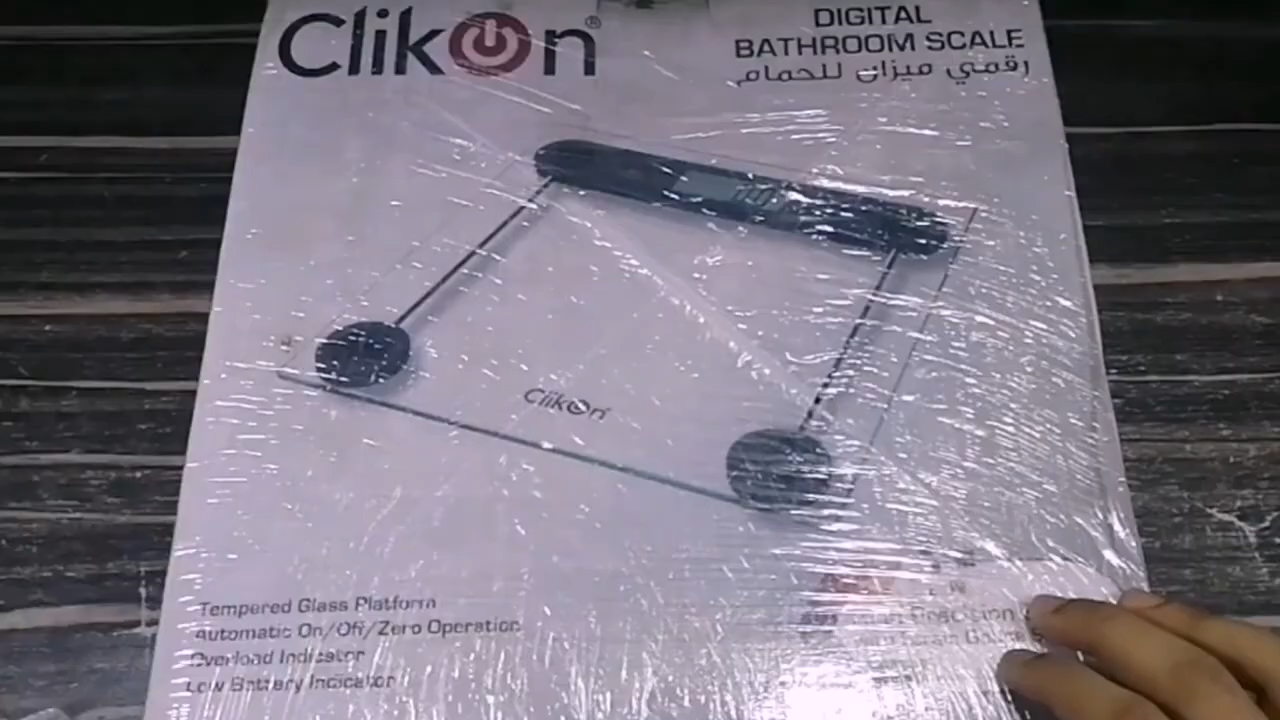 ClikOn®
DIGITAL
BATHROOM SCALE
رقمي ميزان للحمام
ClikOn
Tempered Glass Platform
Automatic On/Off/Zero Operation
Overload Indicator
Low Battery Indicator
Precision